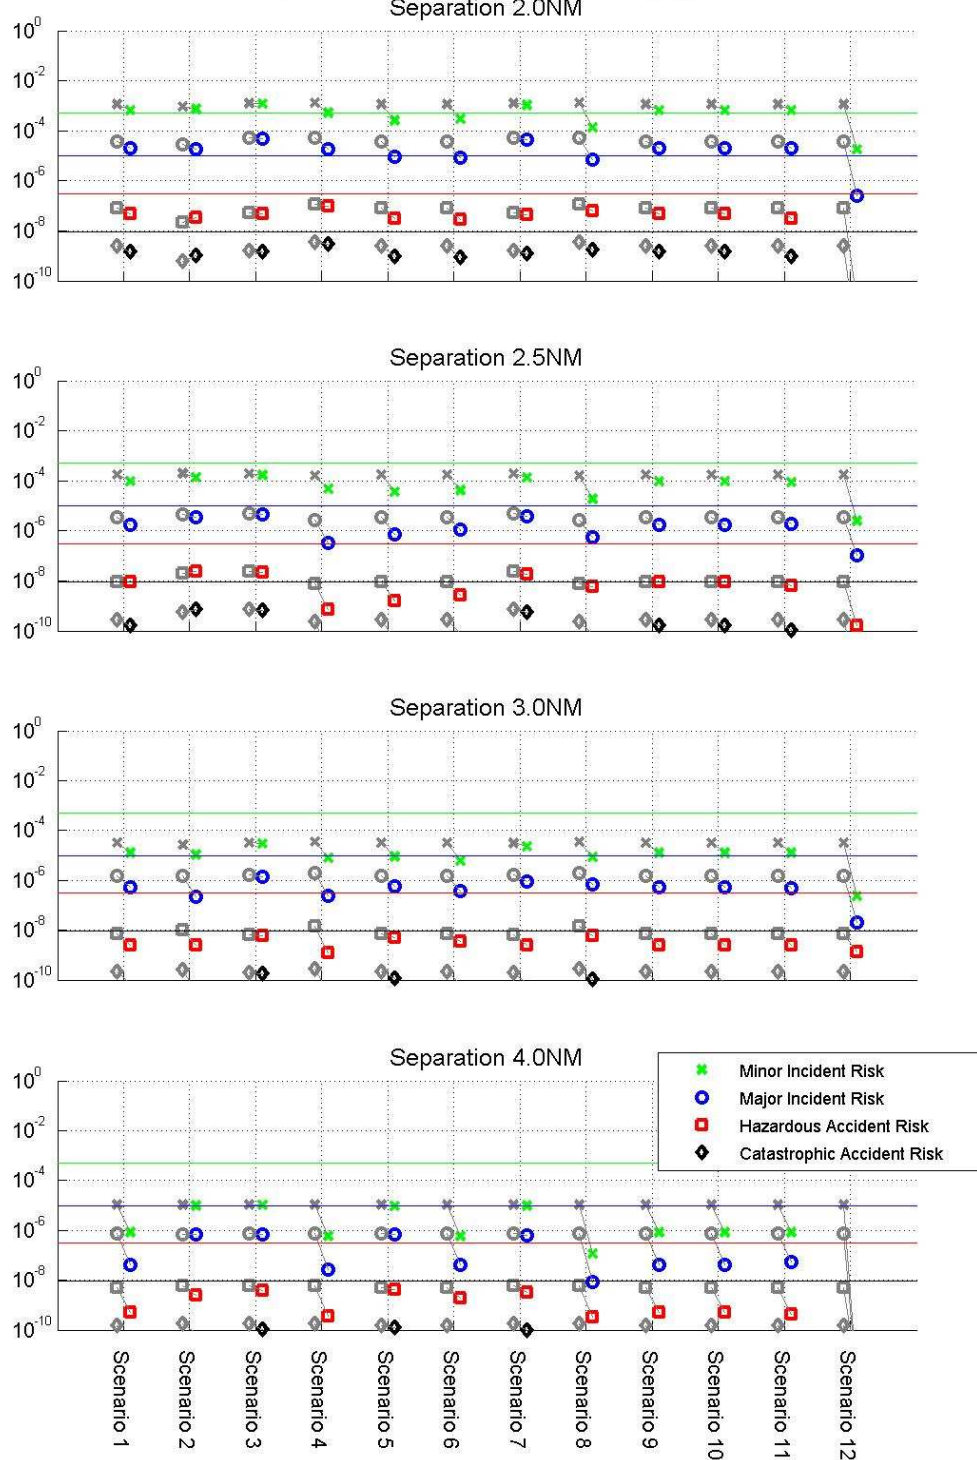 Separation 2.0NM
10^0
10^-2
10^-4
10^-6
10^-8
10^-10
Separation 2.5NM
10^0
10^-2
10^-4
10^-6
10^-8
10^-10
Separation 3.0NM
10^0
10^-2
10^-4
10^-6
10^-8
10^-10
Separation 4.0NM
10^0
10^-2
10^-4
10^-6
10^-8
10^-10
Minor Incident Risk
Major Incident Risk
Hazardous Accident Risk
Catastrophic Accident Risk
Scenario 1
Scenario 2
Scenario 3
Scenario 4
Scenario 5
Scenario 6
Scenario 7
Scenario 8
Scenario 9
Scenario 10
Scenario 11
Scenario 12